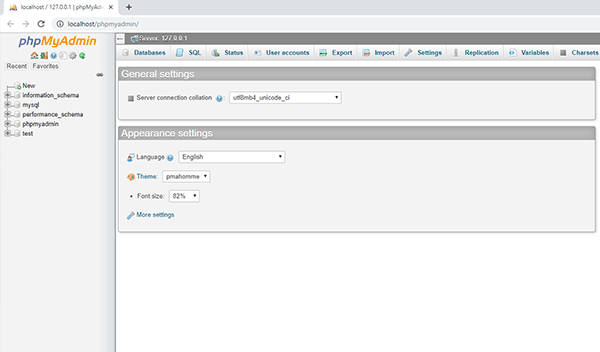 localhost / 127.0.0.1 | phpMyAd
localhost/phpmyadmin/
phpMyAdmin
Recent Favorites
New
information_schema
mysql
performance_schema
phpmyadmin
test
Server: 127.0.0.1
Databases SQL Status User accounts Export Import Settings Replication Variables Charsets
General settings
Server connection collation : utf8mb4_unicode_ci
Appearance settings
Language English
Theme: pmahomme
Font size: 82%
More settings